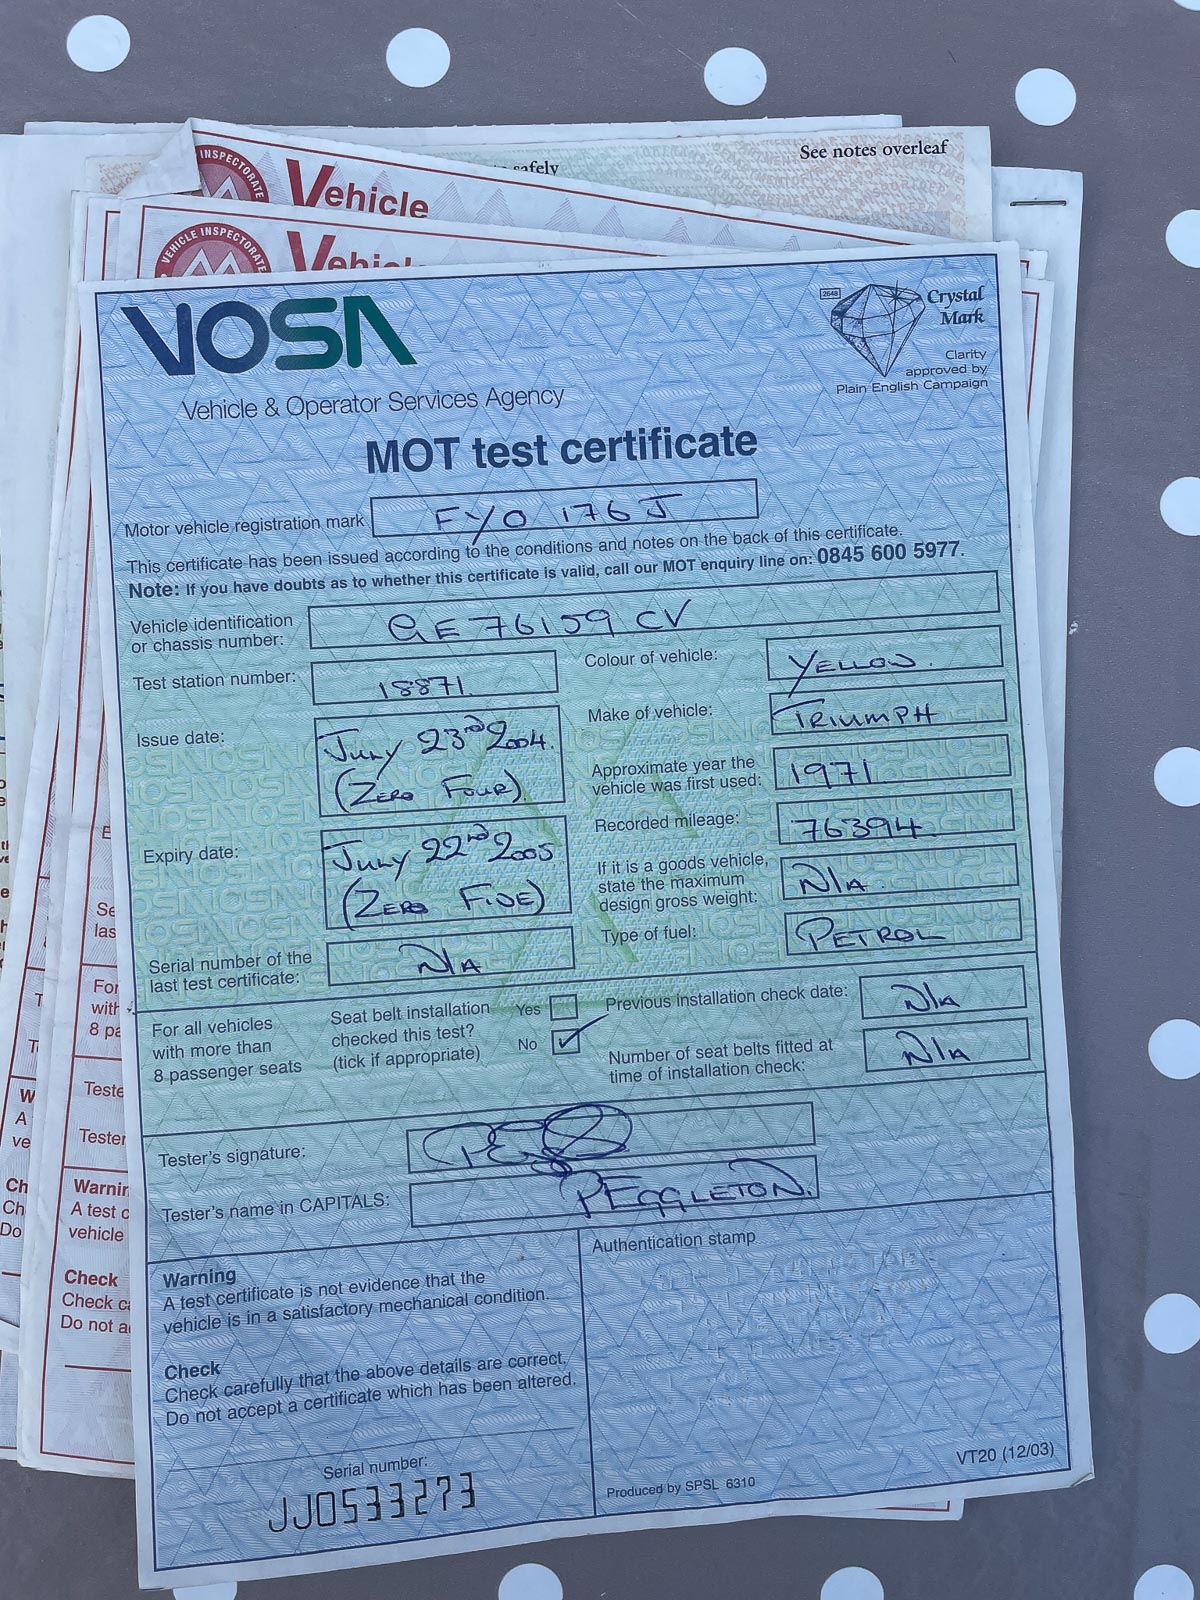 See notes overleaf
safely
INSPECTORATE
Vehicle
VEHICLE INSPECTORATE
VOSA
Vehicle & Operator Services Agency
2648
Crystal
Mark
Clarity
approved by
Plain English Campaign
MOT test certificate
Motor vehicle registration mark FYO 176 J
This certificate has been issued according to the conditions and notes on the back of this certificate.
Note: If you have doubts as to whether this certificate is valid, call our MOT enquiry line on: 0845 600 5977.
Vehicle identification
or chassis number: GE 76109 CV
Test station number: 18871.
Colour of vehicle: YELLOW.
Issue date: July 23rd 2004.
(ZERO FOUR)
Make of vehicle: TRIUMPH
Approximate year the
vehicle was first used: 1971
Expiry date: July 22nd 2005
(ZERO FIVE)
Recorded mileage: 76394
If it is a goods vehicle,
state the maximum
design gross weight: N/A
Type of fuel: PETROL
Serial number of the
last test certificate: N/A
For all vehicles
with more than
8 passenger seats
Seat belt installation
checked this test?
(tick if appropriate)
Yes
No
Previous installation check date: N/A
Number of seat belts fitted at
time of installation check: N/A
Tester's signature:
Tester's name in CAPITALS: P EGGLETON.
Warning
A test certificate is not evidence that the
vehicle is in a satisfactory mechanical condition.
Check
Check carefully that the above details are correct.
Do not accept a certificate which has been altered.
Authentication stamp
Serial number:
JJ0533273
Produced by SPSL 6310
VT20 (12/03)